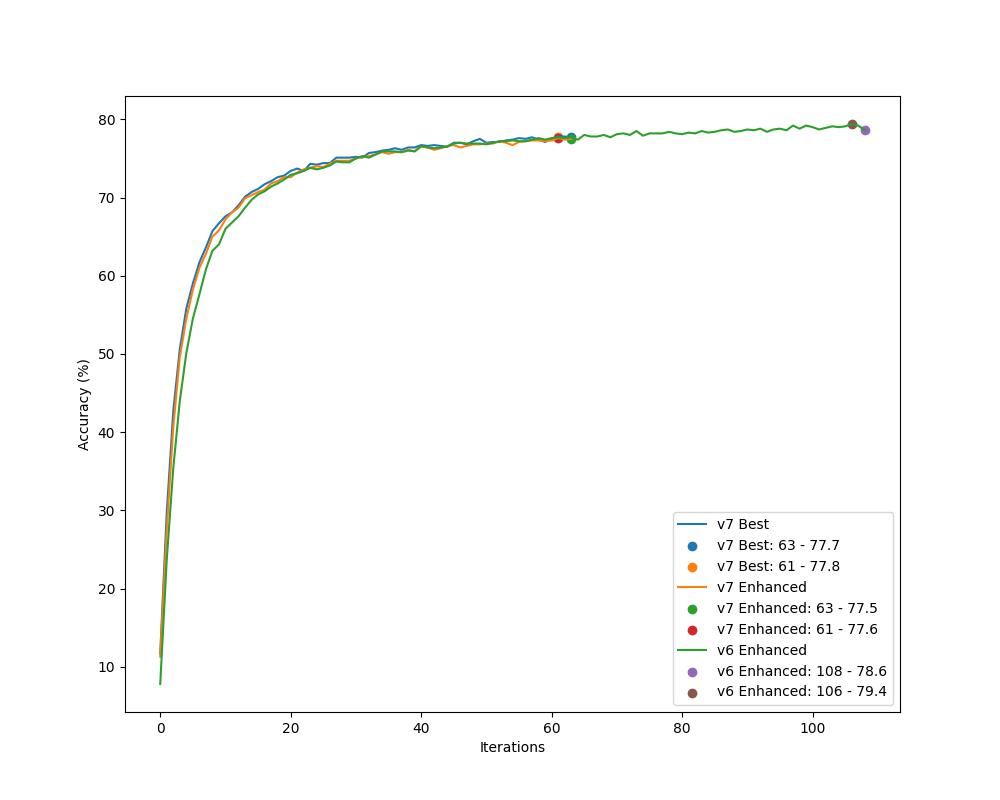 80
70
60
50
40
30
20
10
Accuracy (%)
0 20 40 60 80 100
Iterations
v7 Best
v7 Best: 63 - 77.7
v7 Best: 61 - 77.8
v7 Enhanced
v7 Enhanced: 63 - 77.5
v7 Enhanced: 61 - 77.6
v6 Enhanced
v6 Enhanced: 108 - 78.6
v6 Enhanced: 106 - 79.4